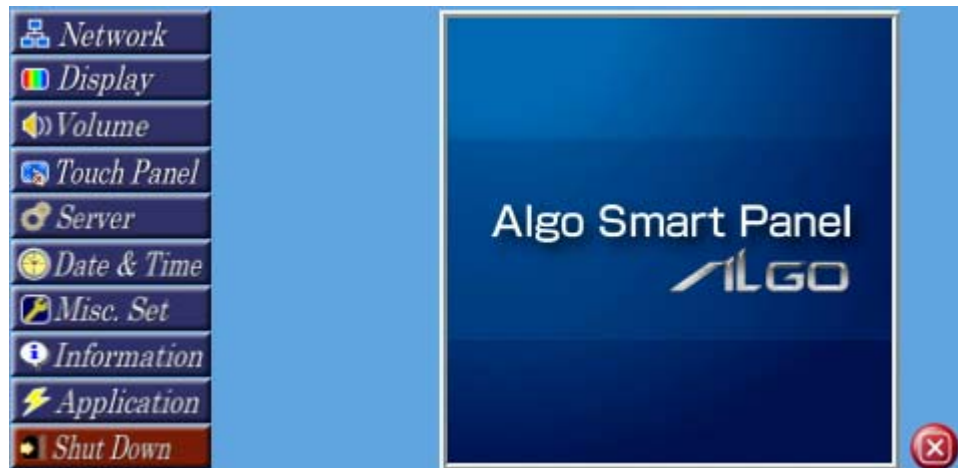 Network
Display
Volume
Touch Panel
Server
Date & Time
Misc. Set
Information
Application
Shut Down
Algo Smart Panel
ALGO